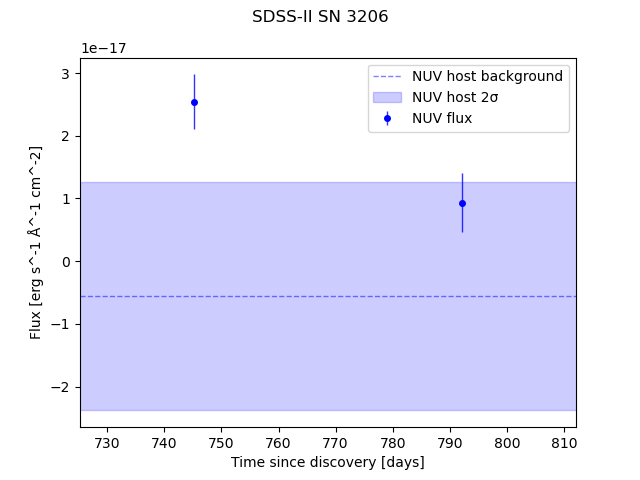 SDSS-II SN 3206
1e−17
NUV host background
NUV host 2σ
NUV flux
3
2
1
0
−1
−2
Flux [erg s^-1 Å^-1 cm^-2]
730 740 750 760 770 780 790 800 810
Time since discovery [days]